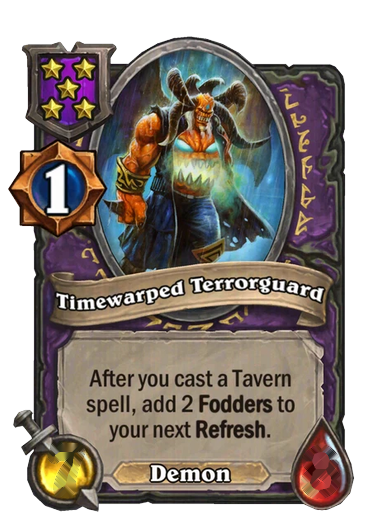 1
Timewarped Terrorguard
After you cast a Tavern
spell, add 2 Fodders to
your next Refresh.
Demon